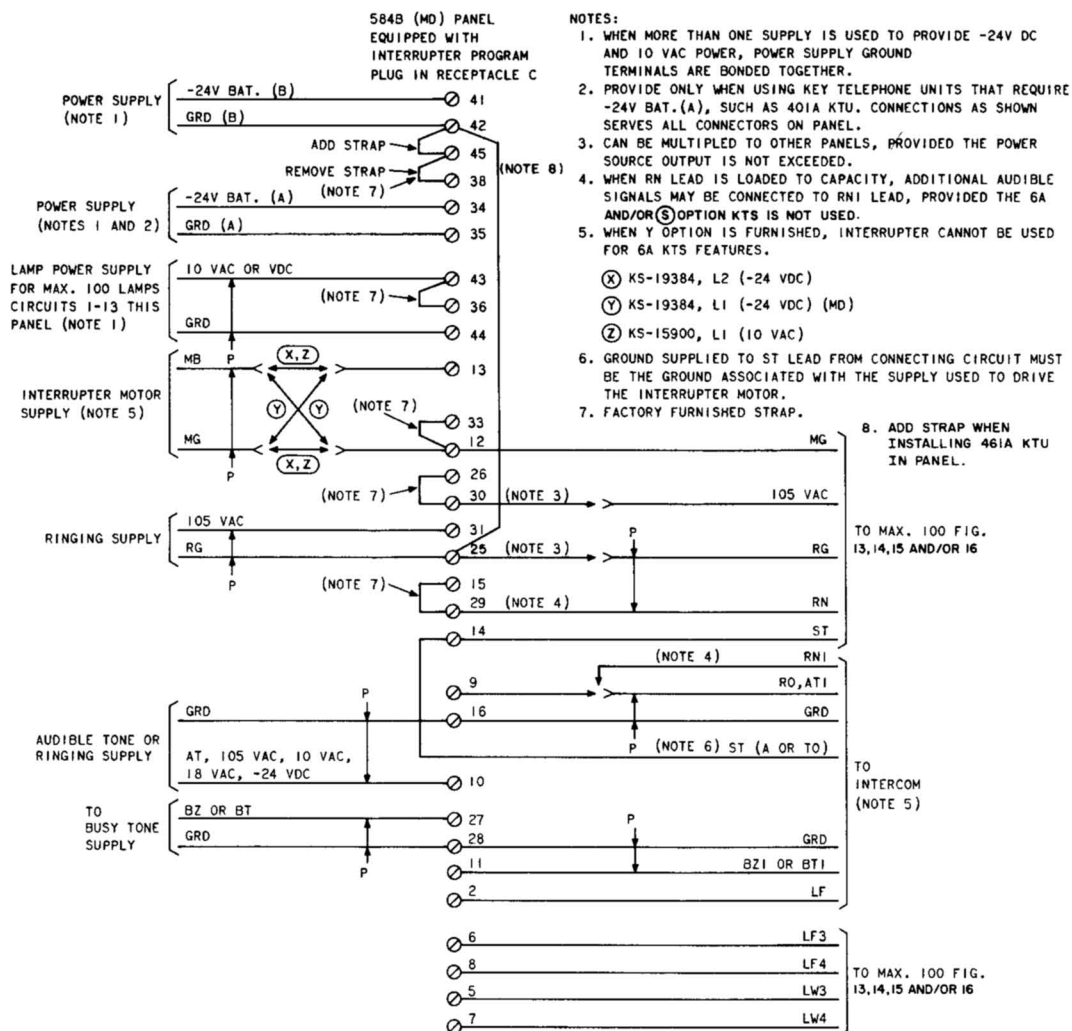 584B (MD) PANEL
EQUIPPED WITH
INTERRUPTER PROGRAM
PLUG IN RECEPTACLE C
NOTES:
1. WHEN MORE THAN ONE SUPPLY IS USED TO PROVIDE -24V DC
AND 10 VAC POWER, POWER SUPPLY GROUND
TERMINALS ARE BONDED TOGETHER.
2. PROVIDE ONLY WHEN USING KEY TELEPHONE UNITS THAT REQUIRE
-24V BAT.(A), SUCH AS 401A KTU. CONNECTIONS AS SHOWN
SERVES ALL CONNECTORS ON PANEL.
3. CAN BE MULTIPLED TO OTHER PANELS, PROVIDED THE POWER
SOURCE OUTPUT IS NOT EXCEEDED.
4. WHEN RN LEAD IS LOADED TO CAPACITY, ADDITIONAL AUDIBLE
SIGNALS MAY BE CONNECTED TO RN1 LEAD, PROVIDED THE 6A
AND/OR (S) OPTION KTS IS NOT USED.
5. WHEN Y OPTION IS FURNISHED, INTERRUPTER CANNOT BE USED
FOR 6A KTS FEATURES.
(X) KS-19384, L2 (-24 VDC)
(Y) KS-19384, L1 (-24 VDC) (MD)
(Z) KS-15900, L1 (10 VAC)
6. GROUND SUPPLIED TO ST LEAD FROM CONNECTING CIRCUIT MUST
BE THE GROUND ASSOCIATED WITH THE SUPPLY USED TO DRIVE
THE INTERRUPTER MOTOR.
7. FACTORY FURNISHED STRAP.
8. ADD STRAP WHEN
INSTALLING 461A KTU
IN PANEL.
POWER SUPPLY
(NOTE 1)
-24V BAT. (B)
41
GRD (B)
42
ADD STRAP
45
REMOVE STRAP
(NOTE 7)
38
(NOTE 8)
POWER SUPPLY
(NOTES 1 AND 2)
-24V BAT. (A)
34
GRD (A)
35
LAMP POWER SUPPLY
FOR MAX. 100 LAMPS
CIRCUITS 1-13 THIS
PANEL (NOTE 1)
10 VAC OR VDC
43
(NOTE 7)
36
GRD
44
P
INTERRUPTER MOTOR
SUPPLY (NOTE 5)
MB
X,Z
13
Y
Y
(NOTE 7)
33
MG
X,Z
12
MG
P
26
(NOTE 7)
30
(NOTE 3)
105 VAC
RINGING SUPPLY
105 VAC
31
RG
25
(NOTE 3)
P
RG
P
TO MAX. 100 FIG.
13,14,15 AND/OR 16
(NOTE 7)
15
29
(NOTE 4)
RN
14
ST
(NOTE 4)
RN1
9
RO,AT1
AUDIBLE TONE OR
RINGING SUPPLY
P
GRD
16
GRD
P
(NOTE 6) ST (A OR TO)
AT, 105 VAC, 10 VAC,
18 VAC, -24 VDC
10
TO
INTERCOM
(NOTE 5)
TO
BUSY TONE
SUPPLY
BZ OR BT
27
GRD
28
P
GRD
P
11
BZ1 OR BT1
2
LF
6
LF3
8
LF4
5
LW3
7
LW4
TO MAX. 100 FIG.
13,14,15 AND/OR 16